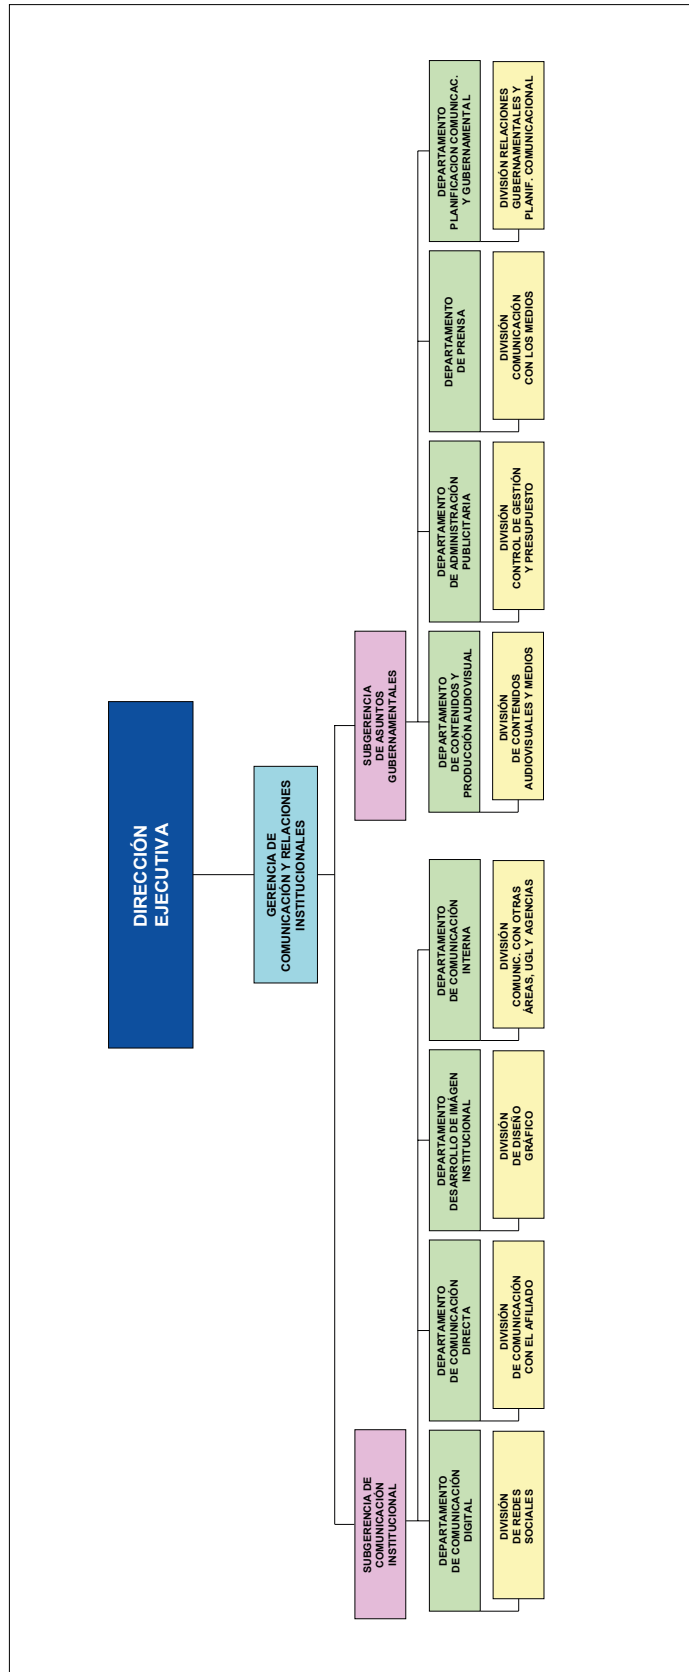 DIRECCIÓN
EJECUTIVA
GERENCIA DE
COMUNICACIÓN Y RELACIONES
INSTITUCIONALES
SUBGERENCIA DE
COMUNICACIÓN
INSTITUCIONAL
SUBGERENCIA
DE ASUNTOS
GUBERNAMENTALES
DEPARTAMENTO
DE COMUNICACIÓN
DIGITAL
DEPARTAMENTO
DE COMUNICACIÓN
DIRECTA
DEPARTAMENTO
DESARROLLO DE IMÁGEN
INSTITUCIONAL
DEPARTAMENTO
DE COMUNICACIÓN
INTERNA
DEPARTAMENTO
DE CONTENIDOS Y
PRODUCCIÓN AUDIOVISUAL
DEPARTAMENTO
DE ADMINISTRACIÓN
PUBLICITARIA
DEPARTAMENTO
DE PRENSA
DEPARTAMENTO
PLANIFICACION COMUNICAC.
Y GUBERNAMENTAL
DIVISIÓN
DE REDES
SOCIALES
DIVISIÓN
DE COMUNICACIÓN
CON EL AFILIADO
DIVISIÓN
DE DISEÑO
GRÁFICO
DIVISIÓN
COMUNIC. CON OTRAS
ÁREAS, UGL Y AGENCIAS
DIVISIÓN
DE CONTENIDOS
AUDIOVISUALES Y MEDIOS
DIVISIÓN
CONTROL DE GESTIÓN
Y PRESUPUESTO
DIVISIÓN
COMUNICACIÓN
CON LOS MEDIOS
DIVISIÓN RELACIONES
GUBERNAMENTALES Y
PLANIF. COMUNICACIONAL